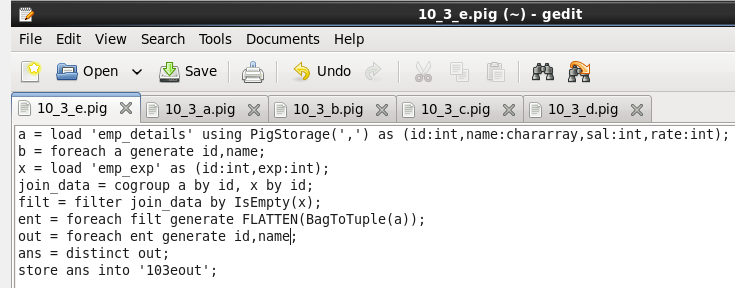 10_3_e.pig (~) - gedit
File Edit View Search Tools Documents Help
Open Save Undo
10_3_e.pig 10_3_a.pig 10_3_b.pig 10_3_c.pig 10_3_d.pig
a = load 'emp_details' using PigStorage(',') as (id:int,name:chararray,sal:int,rate:int);
b = foreach a generate id,name;
x = load 'emp_exp' as (id:int,exp:int);
join_data = cogroup a by id, x by id;
filt = filter join_data by IsEmpty(x);
ent = foreach filt generate FLATTEN(BagToTuple(a));
out = foreach ent generate id,name;
ans = distinct out;
store ans into '103eout';